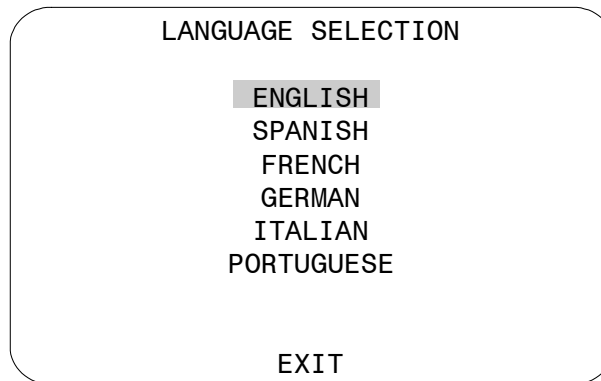 LANGUAGE SELECTION
ENGLISH
SPANISH
FRENCH
GERMAN
ITALIAN
PORTUGUESE
EXIT